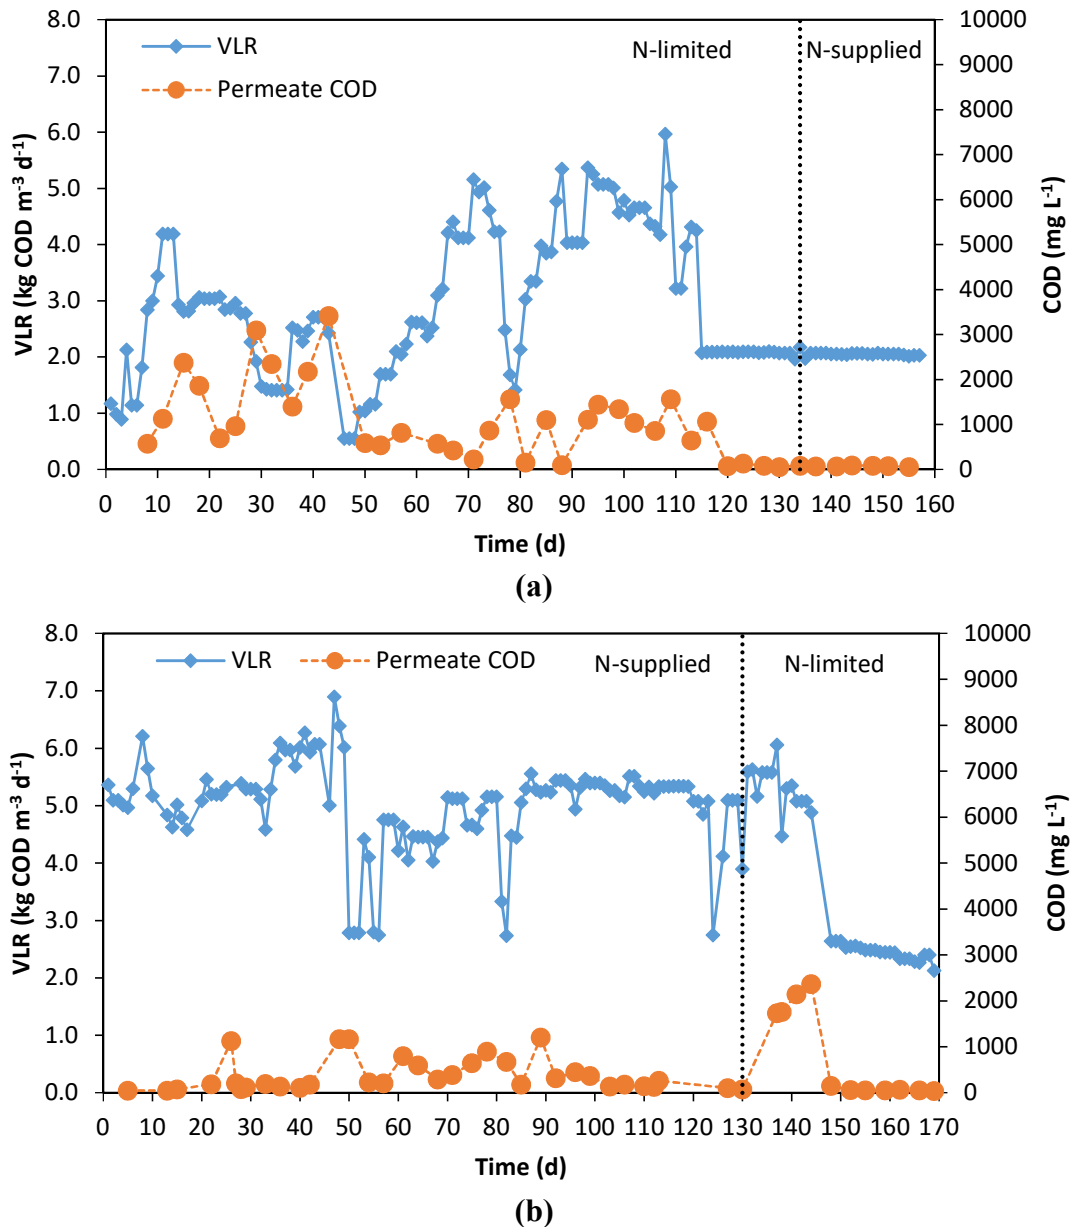 8.0
7.0
6.0
5.0
4.0
3.0
2.0
1.0
0.0
VLR (kg COD m-3 d-1)
VLR
Permeate COD
N-limited
N-supplied
10000
9000
8000
7000
6000
5000
4000
3000
2000
1000
0
COD (mg L-1)
0 10 20 30 40 50 60 70 80 90 100 110 120 130 140 150 160
Time (d)
(a)
8.0
7.0
6.0
5.0
4.0
3.0
2.0
1.0
0.0
VLR (kg COD m-3 d-1)
VLR
Permeate COD
N-supplied
N-limited
10000
9000
8000
7000
6000
5000
4000
3000
2000
1000
0
COD (mg L-1)
0 10 20 30 40 50 60 70 80 90 100 110 120 130 140 150 160 170
Time (d)
(b)